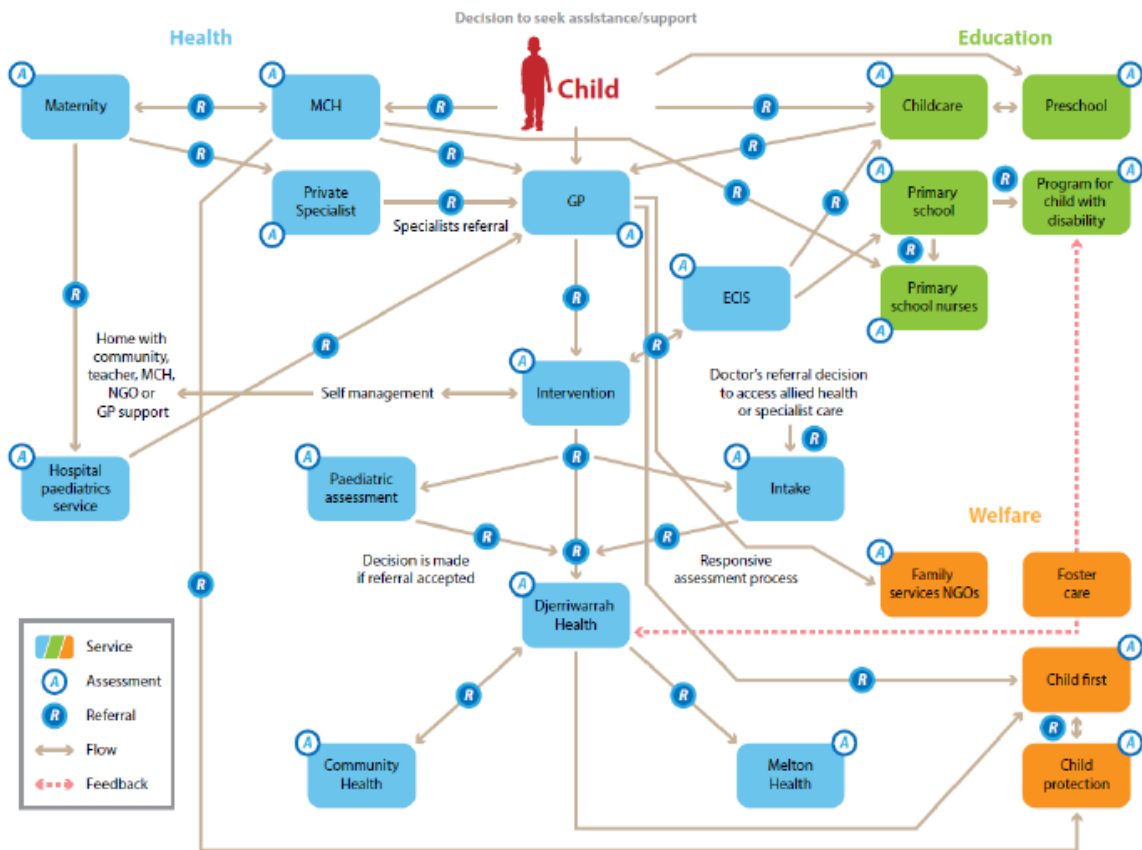 Decision to seek assistance/support
Health
Education
Child
A
Maternity
R
A
MCH
R
R
A
Childcare
A
Preschool
R
R
R
A
Private
Specialist
R
Specialists referral
GP
A
R
A
Primary
school
R
A
Program for
child with
disability
R
R
A
ECIS
R
Primary
school nurses
A
R
R
Home with
community,
teacher, MCH,
NGO or
GP support
R
Self management
A
Intervention
R
Doctor's referral decision
to access allied health
or specialist care
R
A
Hospital
paediatrics
service
A
Paediatric
assessment
R
A
Intake
R
R
R
Decision is made
if referral accepted
Responsive
assessment process
Welfare
A
Family
services NGOs
Foster
care
R
A
Djerriwarrah
Health
Service
A
Assessment
R
Referral
Flow
Feedback
R
R
R
A
Child first
R
A
Community
Health
A
Melton
Health
A
Child
protection